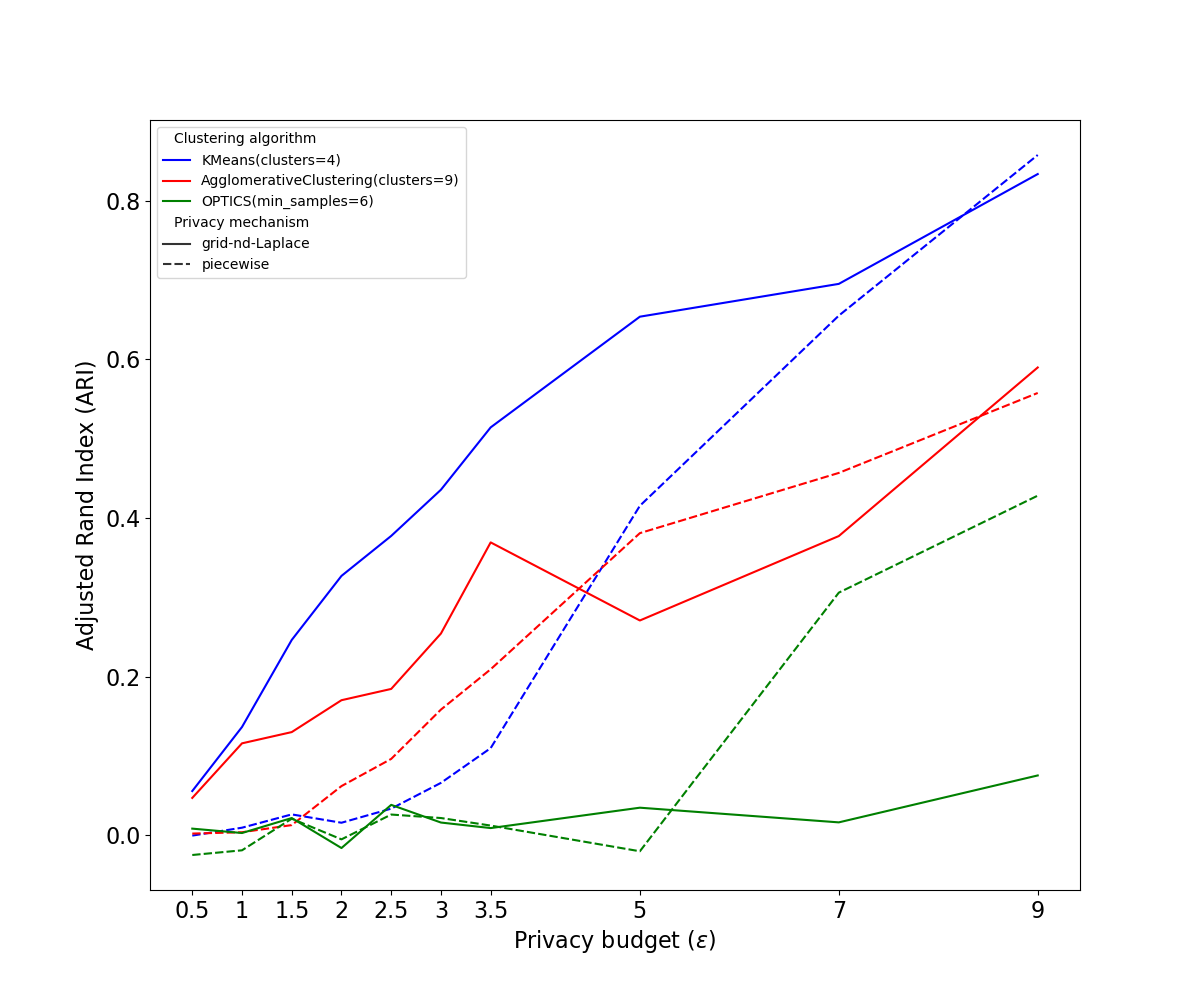 Clustering algorithm
KMeans(clusters=4)
AgglomerativeClustering(clusters=9)
OPTICS(min_samples=6)
Privacy mechanism
grid-nd-Laplace
piecewise
Adjusted Rand Index (ARI)
0.8
0.6
0.4
0.2
0.0
0.5 1 1.5 2 2.5 3 3.5 5 7 9
Privacy budget (ε)